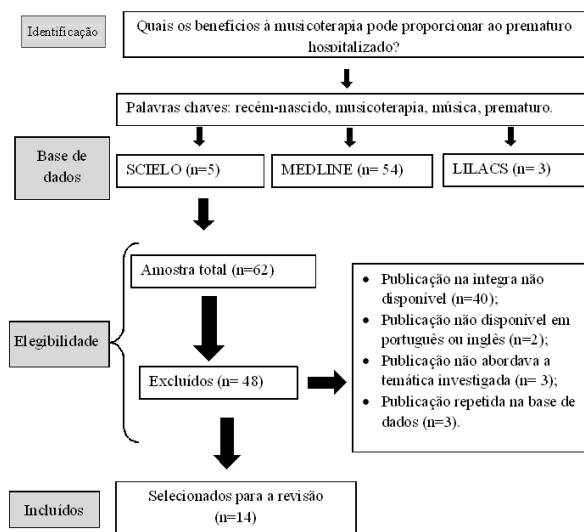 Identificação
Quais os benefícios à musicoterapia pode proporcionar ao prematuro
hospitalizado?
Palavras chaves: recém-nascido, musicoterapia, música, prematuro.
Base de
dados
SCIELO (n=5)
MEDLINE (n= 54)
LILACS (n= 3)
Elegibilidade
Amostra total (n=62)
Excluídos (n= 48)
• Publicação na integra não
disponível (n=40);
• Publicação não disponível em
português ou inglês (n=2);
• Publicação não abordava a
temática investigada (n= 3);
• Publicação repetida na base de
dados (n=3).
Incluídos
Selecionados para a revisão
(n=14)